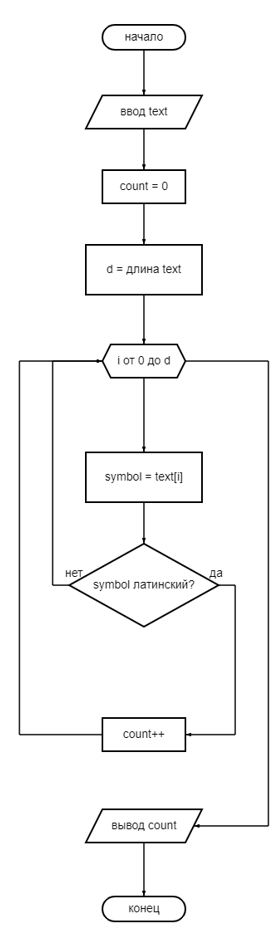 начало
ввод text
count = 0
d = длина text
i от 0 до d
symbol = text[i]
нет
да
symbol латинский?
count++
вывод count
конец